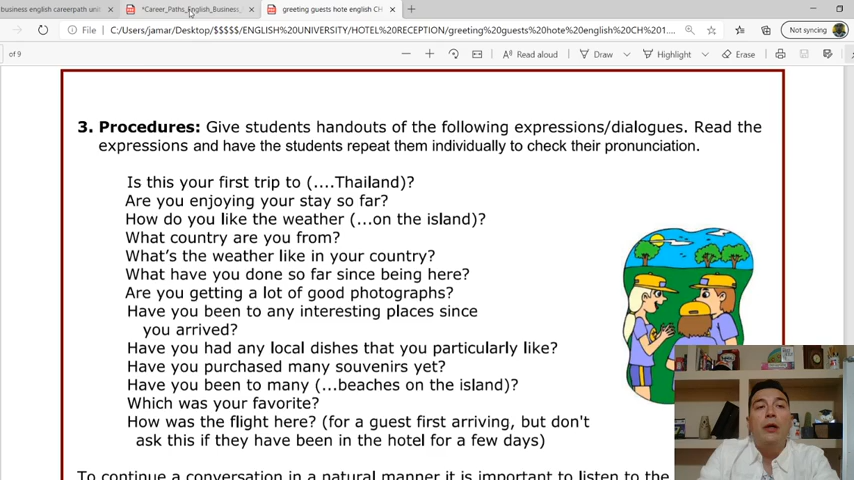 business english careerpath uni
*Career_Paths_English_Business_
greeting guests hote english CH
File
C:/Users/jamar/Desktop/$$$$$/ENGLISH%20UNIVERSITY/HOTEL%20RECEPTION/greeting%20guests%20hote%20english%20CH%201....
Not syncing
of 9
Read aloud
Draw
Highlight
Erase
3. Procedures: Give students handouts of the following expressions/dialogues. Read the
expressions and have the students repeat them individually to check their pronunciation.
Is this your first trip to (....Thailand)?
Are you enjoying your stay so far?
How do you like the weather (...on the island)?
What country are you from?
What's the weather like in your country?
What have you done so far since being here?
Are you getting a lot of good photographs?
Have you been to any interesting places since
you arrived?
Have you had any local dishes that you particularly like?
Have you purchased many souvenirs yet?
Have you been to many (...beaches on the island)?
Which was your favorite?
How was the flight here? (for a guest first arriving, but don't
ask this if they have been in the hotel for a few days)
To continue a conversation in a natural manner it is important to listen to the